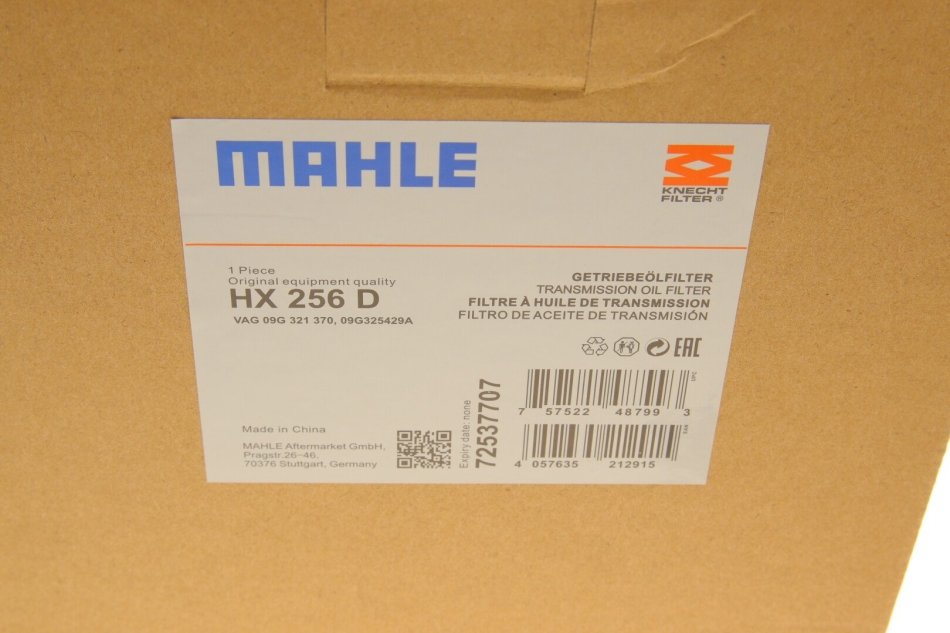 MAHLE
KNECHT
FILTER®
1 Piece
Original equipment quality
HX 256 D
VAG 09G 321 370, 09G325429A
GETRIEBEÖLFILTER
TRANSMISSION OIL FILTER
FILTRE À HUILE DE TRANSMISSION
FILTRO DE ACEITE DE TRANSMISIÓN
EAC
UPC
7 57522 48799 3
EAN
4 057635 212915
Expiry date: none
72537707
Made in China
MAHLE Aftermarket GmbH,
Pragstr.26-46,
70376 Stuttgart, Germany